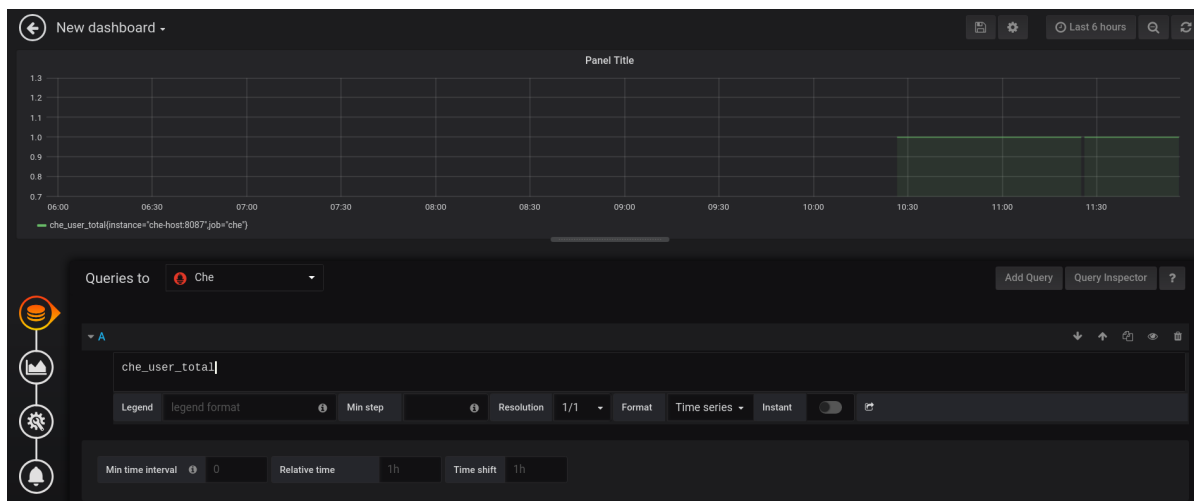 New dashboard
Last 6 hours
Panel Title
1.3
1.2
1.1
1.0
0.9
0.8
0.7
06:00 06:30 07:00 07:30 08:00 08:30 09:00 09:30 10:00 10:30 11:00 11:30
che_user_total{instance="che-host:8087",job="che"}
Queries to Che Add Query Query Inspector ?
A
che_user_total
Legend legend format Min step Resolution 1/1 Format Time series Instant
Min time interval 0 Relative time 1h Time shift 1h